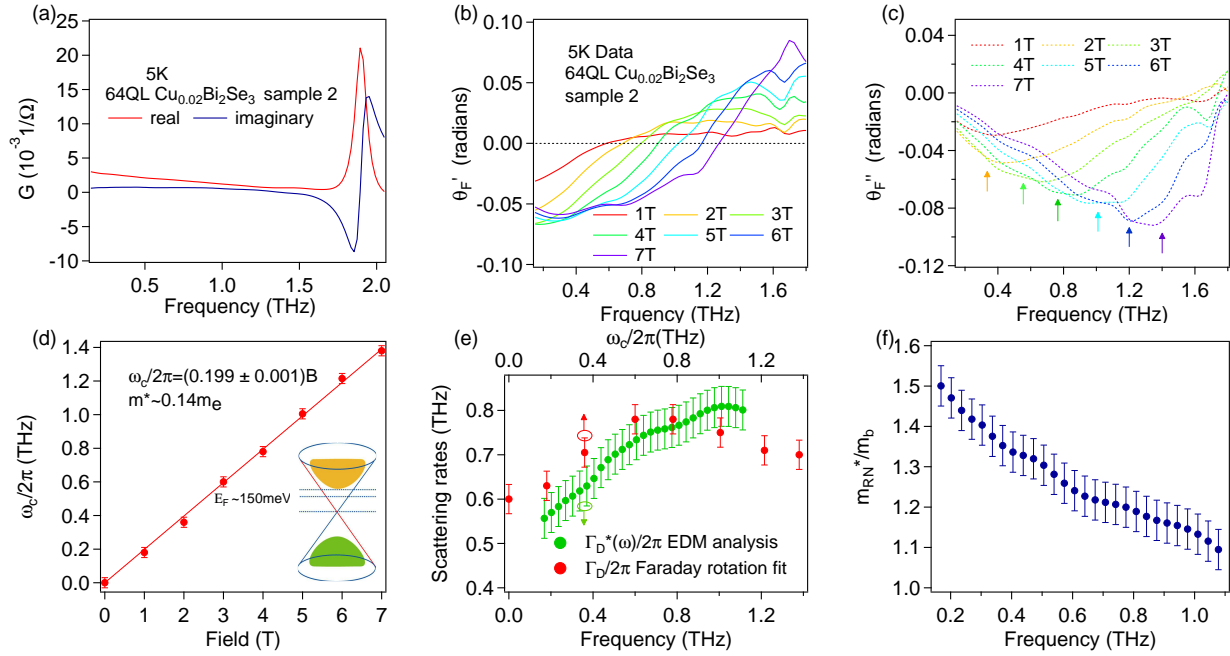 (a)
25
20
15
10
5
0
-5
-10
G (10⁻³1/Ω)
5K
64QL Cu₀.₀₂Bi₂Se₃ sample 2
real imaginary
0.5 1.0 1.5 2.0
Frequency (THz)
(b)
0.10
0.05
0.00
-0.05
-0.10
θF' (radians)
5K Data
64QL Cu₀.₀₂Bi₂Se₃
sample 2
1T 2T 3T
4T 5T 6T
7T
0.4 0.8 1.2 1.6
Frequency (THz)
(c)
0.04
0.00
-0.04
-0.08
-0.12
θF'' (radians)
1T 2T 3T
4T 5T 6T
7T
0.4 0.8 1.2 1.6
Frequency (THz)
(d)
1.4
1.2
1.0
0.8
0.6
0.4
0.2
0.0
ωc/2π (THz)
ωc/2π=(0.199 ± 0.001)B
m*~0.14me
EF ~150meV
0 1 2 3 4 5 6 7
Field (T)
(e)
ωc/2π(THz)
0.0 0.4 0.8 1.2
0.8
0.7
0.6
0.5
0.4
Scattering rates (THz)
ΓD*(ω)/2π EDM analysis
ΓD/2π Faraday rotation fit
0.0 0.2 0.4 0.6 0.8 1.0 1.2 1.4
Frequency (THz)
(f)
1.6
1.5
1.4
1.3
1.2
1.1
1.0
mRN*/mb
0.2 0.4 0.6 0.8 1.0
Frequency (THz)